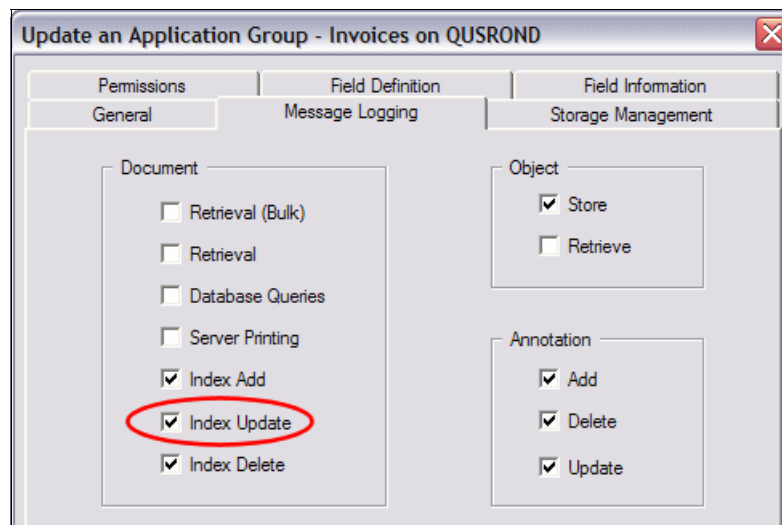 Update an Application Group - Invoices on QUSROND
Permissions
Field Definition
Field Information
General
Message Logging
Storage Management
Document
Retrieval (Bulk)
Retrieval
Database Queries
Server Printing
Index Add
Index Update
Index Delete
Object
Store
Retrieve
Annotation
Add
Delete
Update